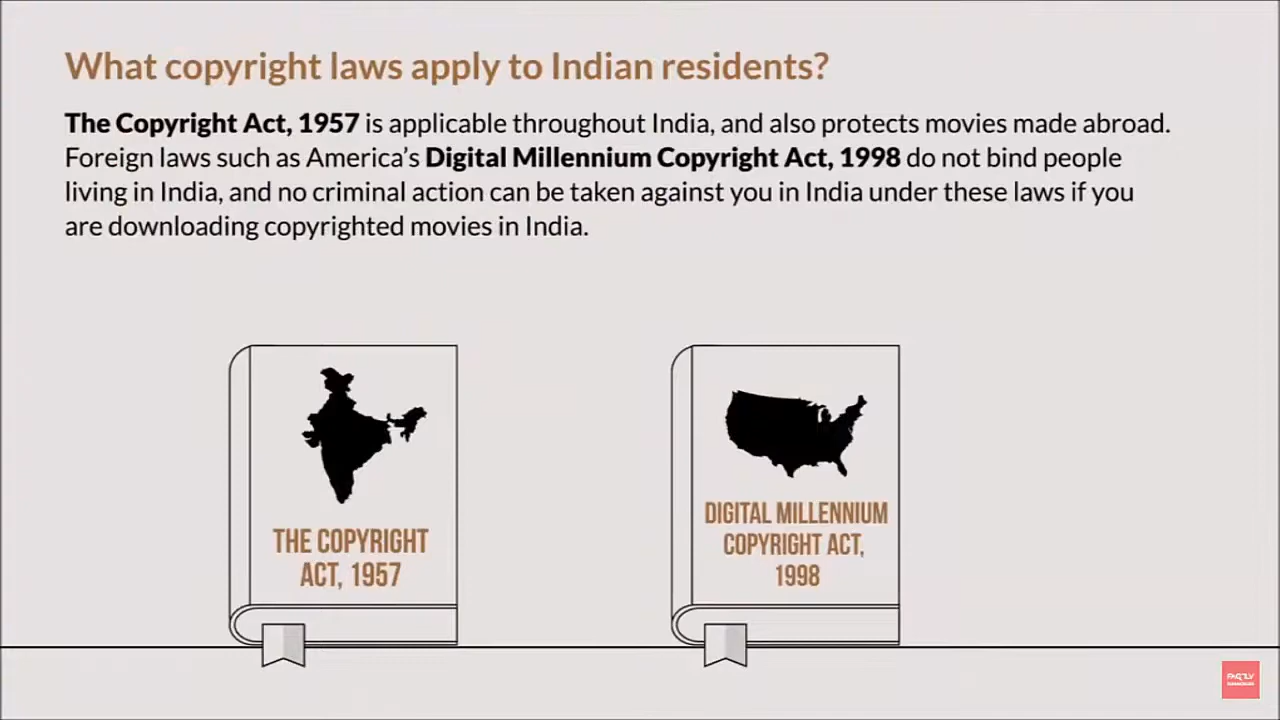 What copyright laws apply to Indian residents?
The Copyright Act, 1957 is applicable throughout India, and also protects movies made abroad.
Foreign laws such as America's Digital Millennium Copyright Act, 1998 do not bind people
living in India, and no criminal action can be taken against you in India under these laws if you
are downloading copyrighted movies in India.
THE COPYRIGHT
ACT, 1957
DIGITAL MILLENNIUM
COPYRIGHT ACT,
1998